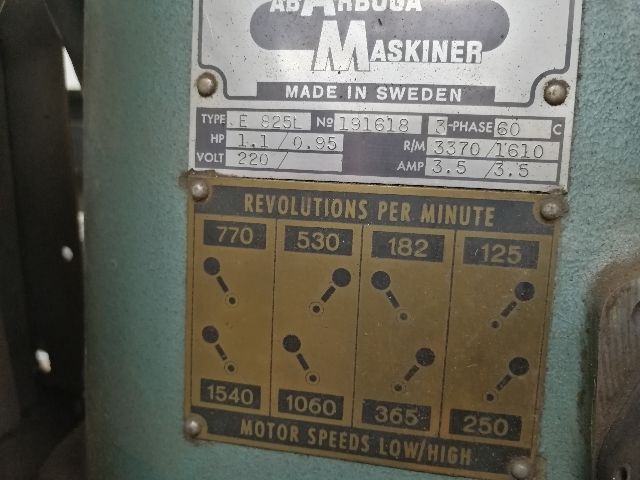 AB ARBOGA
MASKINER
MADE IN SWEDEN
TYPE E 825L Nº 191618 3-PHASE 60 C
HP 1.1/0.95 R/M 3370/1610
VOLT 220/ AMP 3.5/3.5
REVOLUTIONS PER MINUTE
770 530 182 125
1540 1060 365 250
MOTOR SPEEDS LOW/HIGH